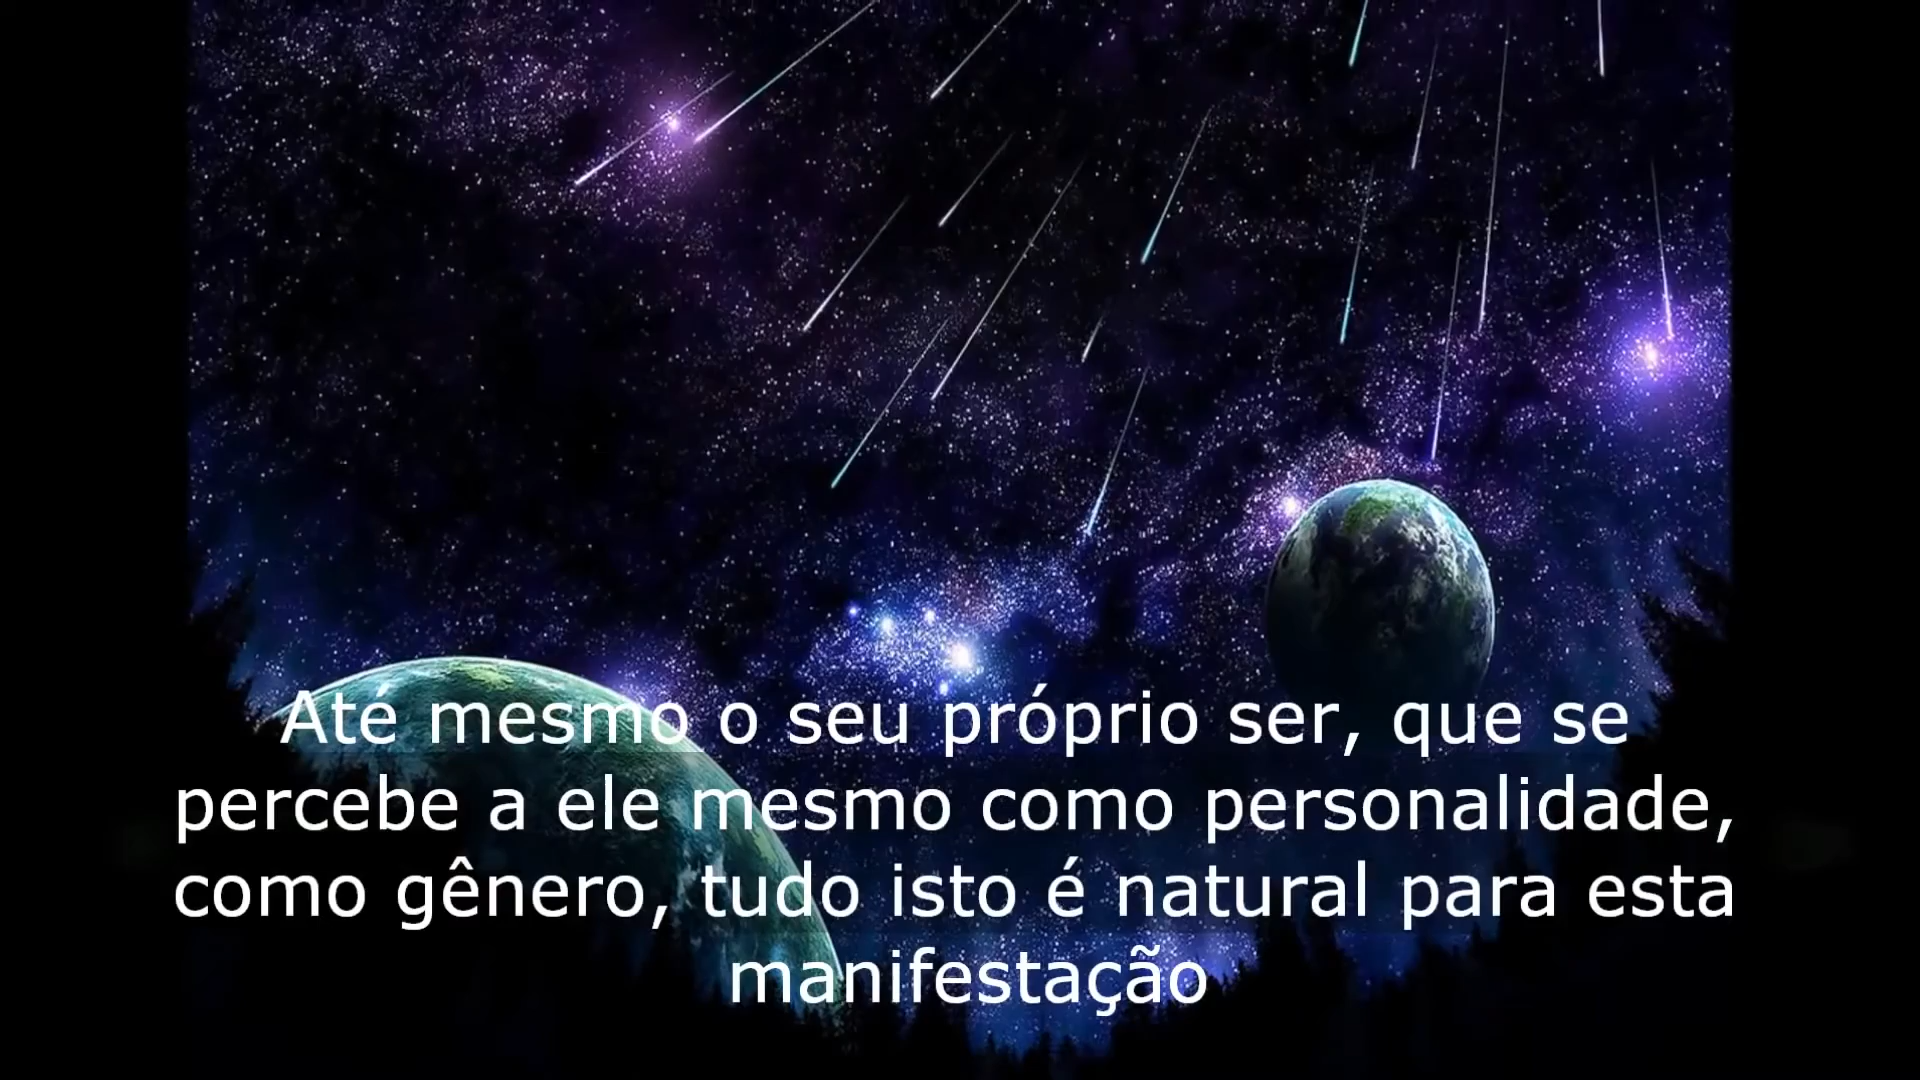 Até mesmo o seu próprio ser, que se
percebe a ele mesmo como personalidade,
como gênero, tudo isto é natural para esta
manifestação